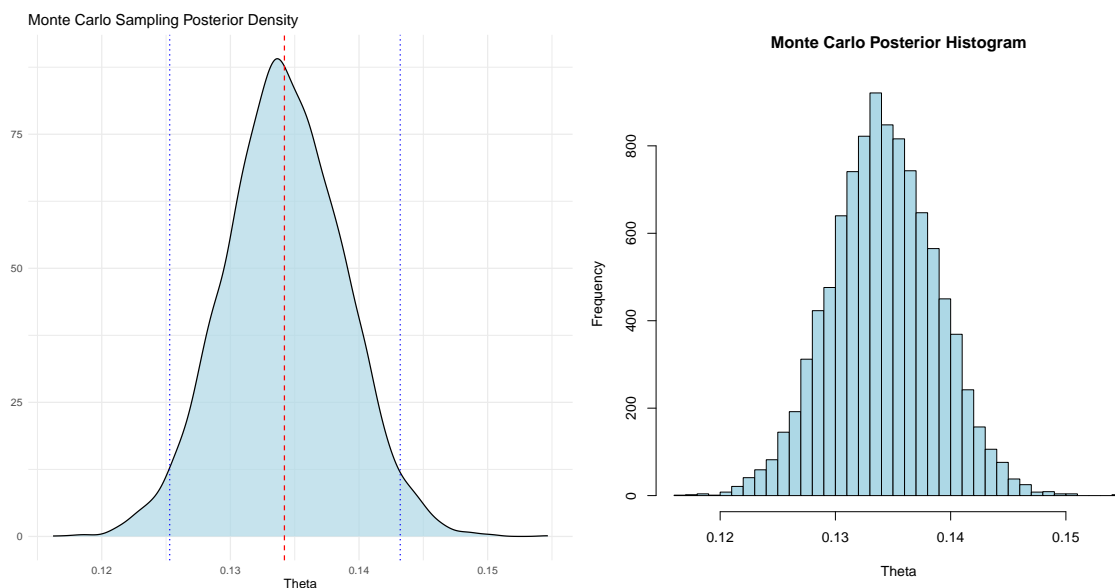 Monte Carlo Sampling Posterior Density
75
50
25
0
0.12 0.13 0.14 0.15
Theta
Monte Carlo Posterior Histogram
Frequency
800
600
400
200
0
0.12 0.13 0.14 0.15
Theta